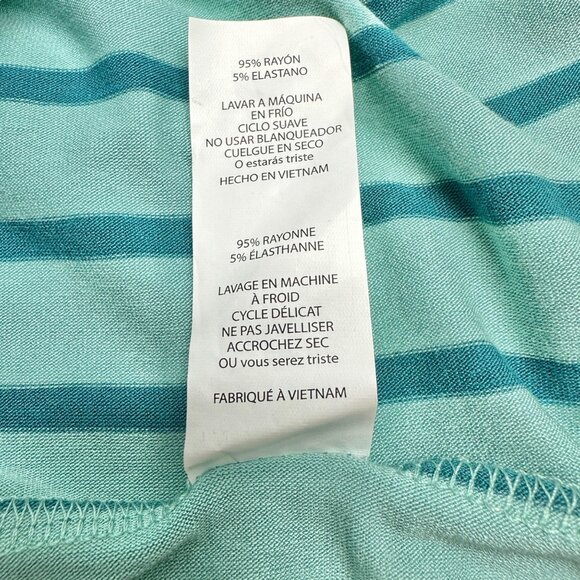 95% RAYÓN
5% ELASTANO
LAVAR A MÁQUINA
EN FRÍO
CICLO SUAVE
NO USAR BLANQUEADOR
CUELGUE EN SECO
O estarás triste
HECHO EN VIETNAM
95% RAYONNE
5% ÉLASTHANNE
LAVAGE EN MACHINE
À FROID
CYCLE DÉLICAT
NE PAS JAVELLISER
ACCROCHEZ SEC
OU vous serez triste
FABRIQUÉ À VIETNAM